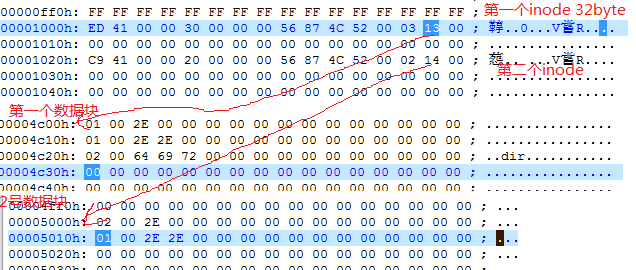 00000ff0h: FF FF FF FF FF FF FF FF FF FF FF FF FF FF FF FF ; 第一个inode 32byte
00001000h: ED 41 00 00 30 00 00 00 56 87 4C 52 00 03 13 00 ;
00001010h: 00 00 00 00 00 00 00 00 00 00 00 00 00 00 00 00 ; ................
00001020h: C9 41 00 00 20 00 00 00 56 87 4C 52 00 02 14 00 ; 第二个inode
00001030h: 00 00 00 00 00 00 00 00 00 00 00 00 00 00 00 00 ; ................
00001040h: 00 00 00 00 00 00 00 00 00 00 00 00 00 00 00 00 ; ................
第一个数据块
00004c00h: 01 00 2E 00 00 00 00 00 00 00 00 00 00 00 00 00 ; ................
00004c10h: 01 00 2E 2E 00 00 00 00 00 00 00 00 00 00 00 00 ; ................
00004c20h: 02 00 64 69 72 00 00 00 00 00 00 00 00 00 00 00 ; ..dir...........
00004c30h: 00 00 00 00 00 00 00 00 00 00 00 00 00 00 00 00 ; ................
00004c40h: 00 00 00 00 00 00 00 00 00 00 00 00 00 00 00 00 ; ................
2号数据块
00004ff0h: 00 00 00 00 00 00 00 00 00 00 00 00 00 00 00 00 ; ...
00005000h: 02 00 2E 00 00 00 00 00 00 00 00 00 00 00 00 00 ; ...
00005010h: 01 00 2E 2E 00 00 00 00 00 00 00 00 00 00 00 00 ; ...
00005020h: 00 00 00 00 00 00 00 00 00 00 00 00 00 00 00 00 ; ...